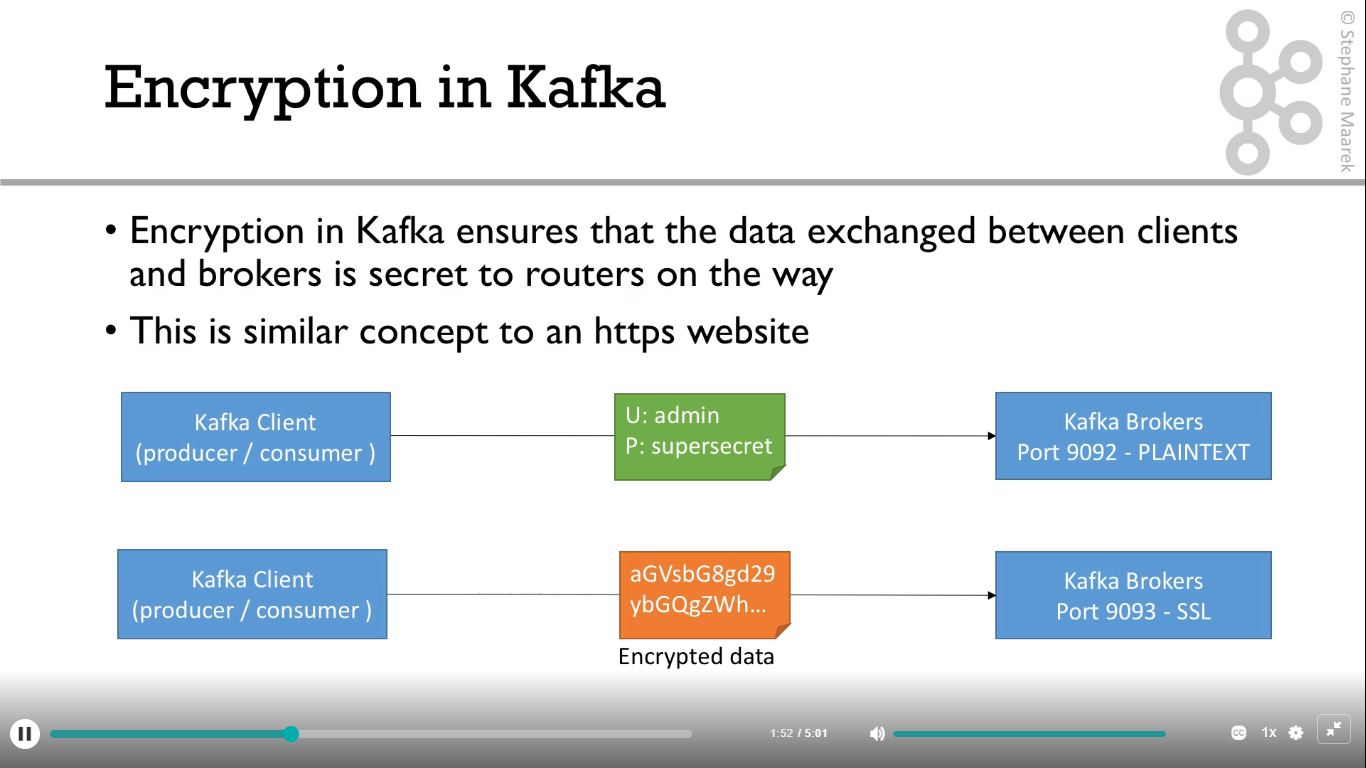 Encryption in Kafka
© Stephane Maarek
• Encryption in Kafka ensures that the data exchanged between clients
and brokers is secret to routers on the way
• This is similar concept to an https website
Kafka Client
(producer / consumer )
U: admin
P: supersecret
Kafka Brokers
Port 9092 - PLAINTEXT
Kafka Client
(producer / consumer )
aGVsbG8gd29
ybGQgZWh...
Encrypted data
Kafka Brokers
Port 9093 - SSL
1:52 / 5:01
CC
1x